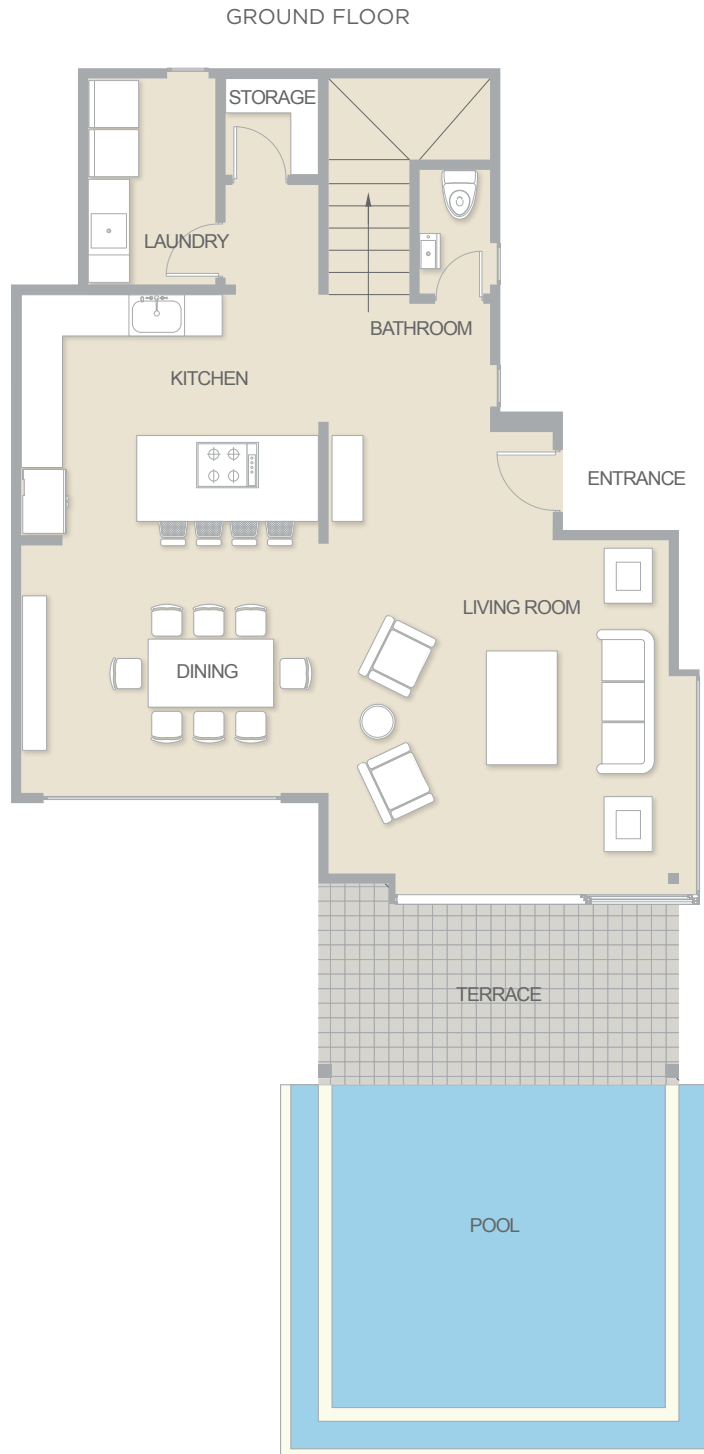 GROUND FLOOR
STORAGE
LAUNDRY
BATHROOM
KITCHEN
ENTRANCE
LIVING ROOM
DINING
TERRACE
POOL